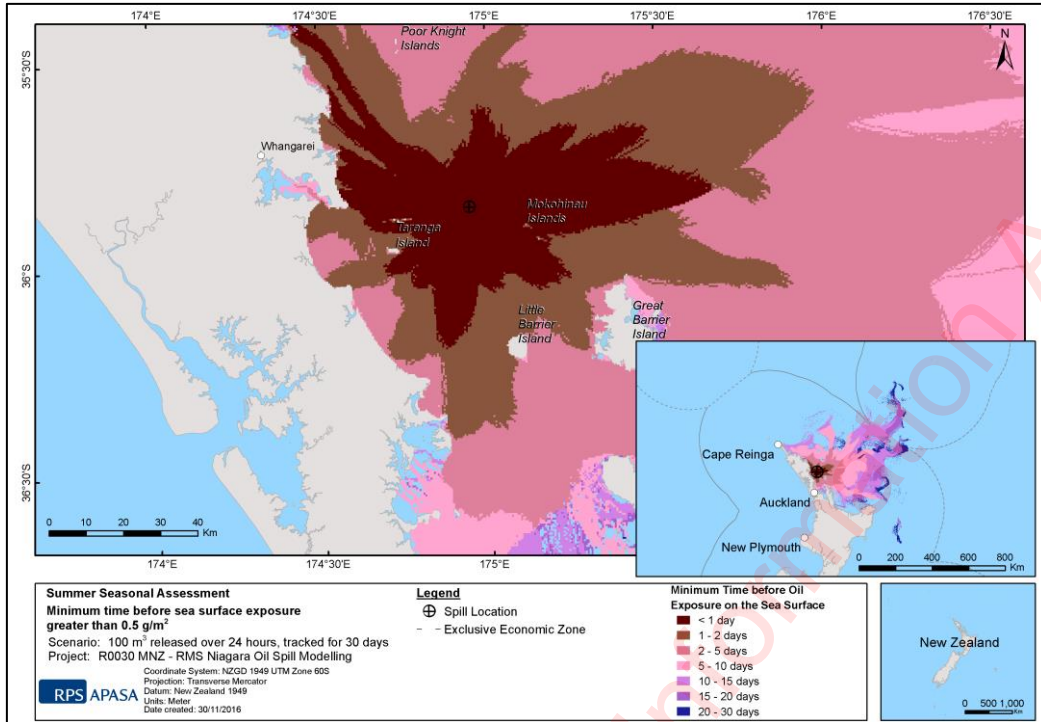 174°E
174°30'E
175°E
175°30'E
176°E
176°30'E
Poor Knight
Islands
N
35°30'S
Whangarei
Mokohinau
Islands
Taranga
Island
36°S
Little
Barrier
Island
Great
Barrier
Island
36°30'S
0 10 20 30 40
Km
174°E
174°30'E
175°E
Cape Reinga
Auckland
New Plymouth
0 200 400 600 800
Km
Summer Seasonal Assessment
Minimum time before sea surface exposure
greater than 0.5 g/m²
Scenario: 100 m³ released over 24 hours, tracked for 30 days
Project: R0030 MNZ - RMS Niagara Oil Spill Modelling
Coordinate System: NZGD 1949 UTM Zone 60S
Projection: Transverse Mercator
Datum: New Zealand 1949
Units: Meter
Date created: 30/11/2016
RPS APASA
Legend
Spill Location
Exclusive Economic Zone
Minimum Time before Oil
Exposure on the Sea Surface
< 1 day
1 - 2 days
2 - 5 days
5 - 10 days
10 - 15 days
15 - 20 days
20 - 30 days
New Zealand
0 500 1,000
Km
Information A